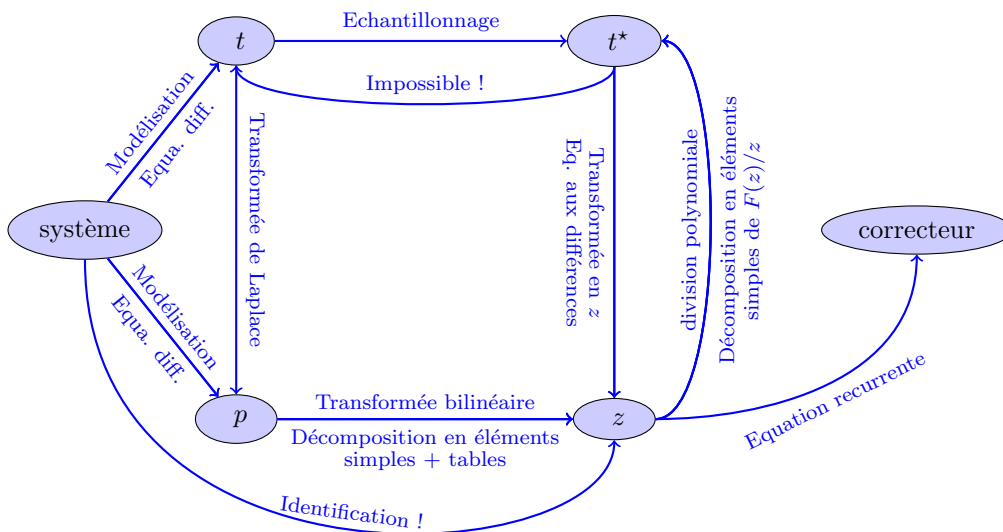 Echantillonnage
t
t⋆
Impossible !
Modélisation
Equa. diff.
Transformée de Laplace
Transformée en z
Eq. aux différences
division polynomiale
Décomposition en éléments
simples de F(z)/z
système
correcteur
Modélisation
Equa. diff.
Equation recurrente
p
Transformée bilinéaire
z
Décomposition en éléments
simples + tables
Identification !